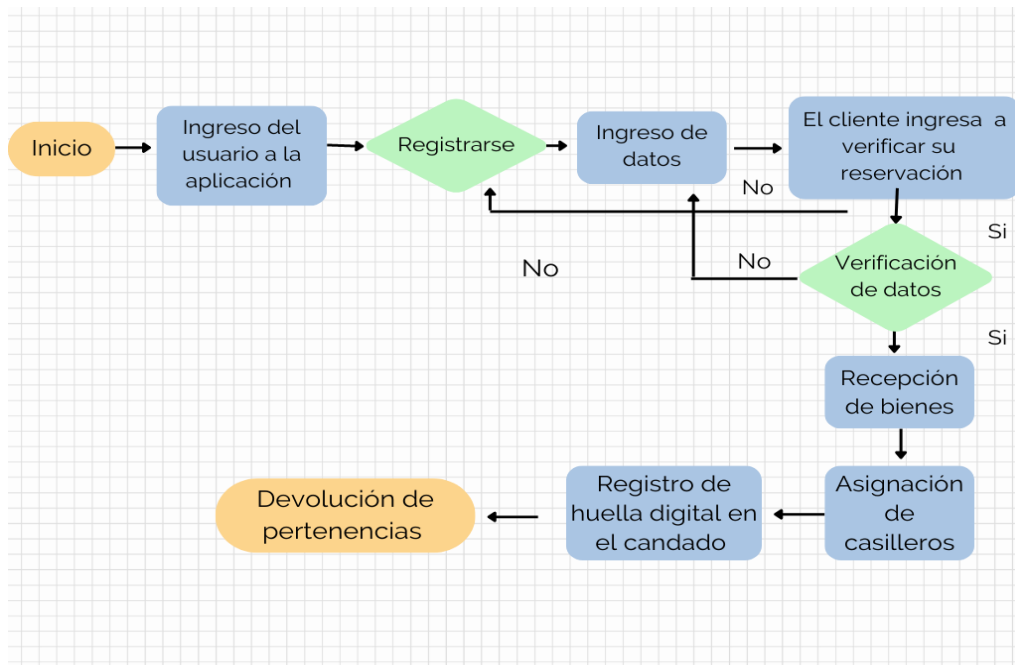 Inicio
Ingreso del
usuario a la
aplicación
Registrarse
Ingreso de
datos
El cliente ingresa a
verificar su
reservación
No
Si
No
No
Verificación
de datos
Si
Recepción
de bienes
Asignación
de
casilleros
Registro de
huella digital en
el candado
Devolución de
pertenencias